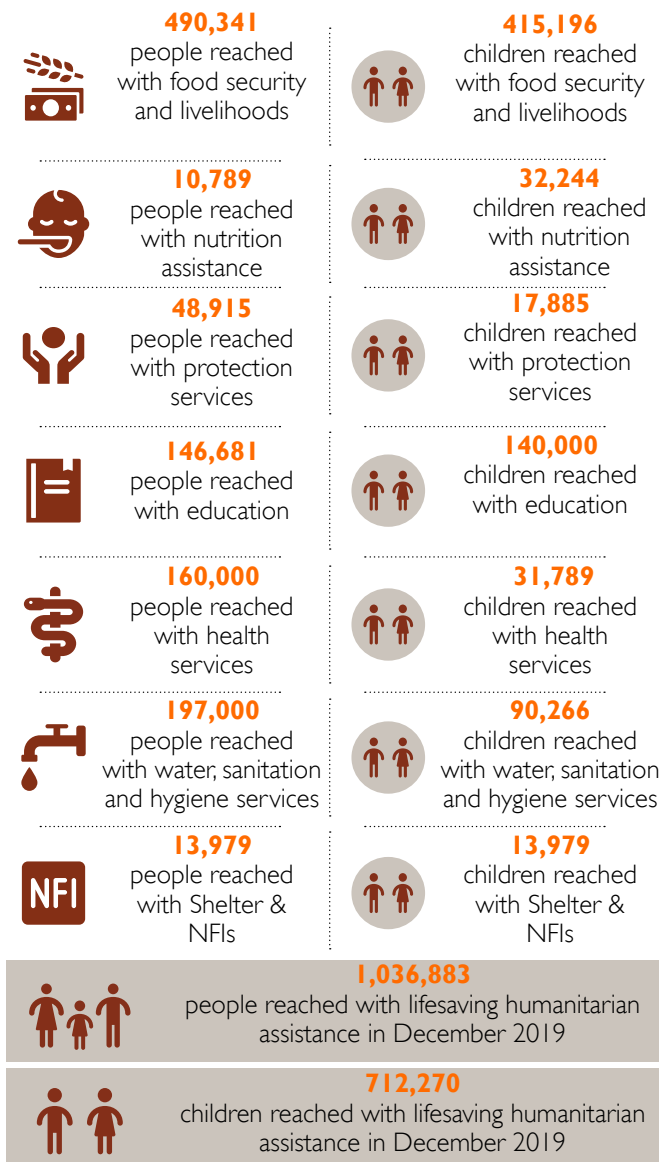 490,341
people reached
with food security
and livelihoods
415,196
children reached
with food security
and livelihoods
10,789
people reached
with nutrition
assistance
32,244
children reached
with nutrition
assistance
48,915
people reached
with protection
services
17,885
children reached
with protection
services
146,681
people reached
with education
140,000
children reached
with education
160,000
people reached
with health
services
31,789
children reached
with health
services
197,000
people reached
with water, sanitation
and hygiene services
90,266
children reached
with water, sanitation
and hygiene services
NFI
13,979
people reached
with Shelter &
NFIs
13,979
children reached
with Shelter &
NFIs
1,036,883
people reached with lifesaving humanitarian
assistance in December 2019
712,270
children reached with lifesaving humanitarian
assistance in December 2019